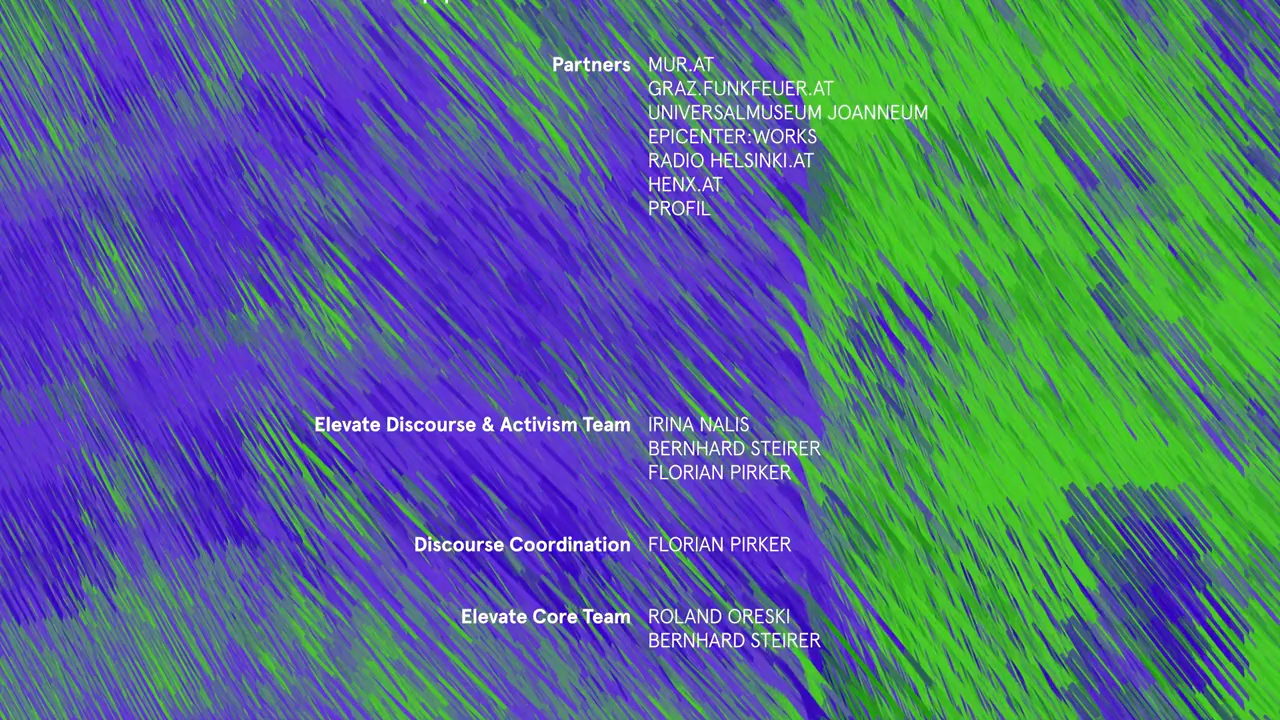 Partners MUR.AT
GRAZ.FUNKFEUER.AT
UNIVERSALMUSEUM JOANNEUM
EPICENTER:WORKS
RADIO HELSINKI.AT
HENX.AT
PROFIL
Elevate Discourse & Activism Team IRINA NALIS
BERNHARD STEIRER
FLORIAN PIRKER
Discourse Coordination FLORIAN PIRKER
Elevate Core Team ROLAND ORESKI
BERNHARD STEIRER